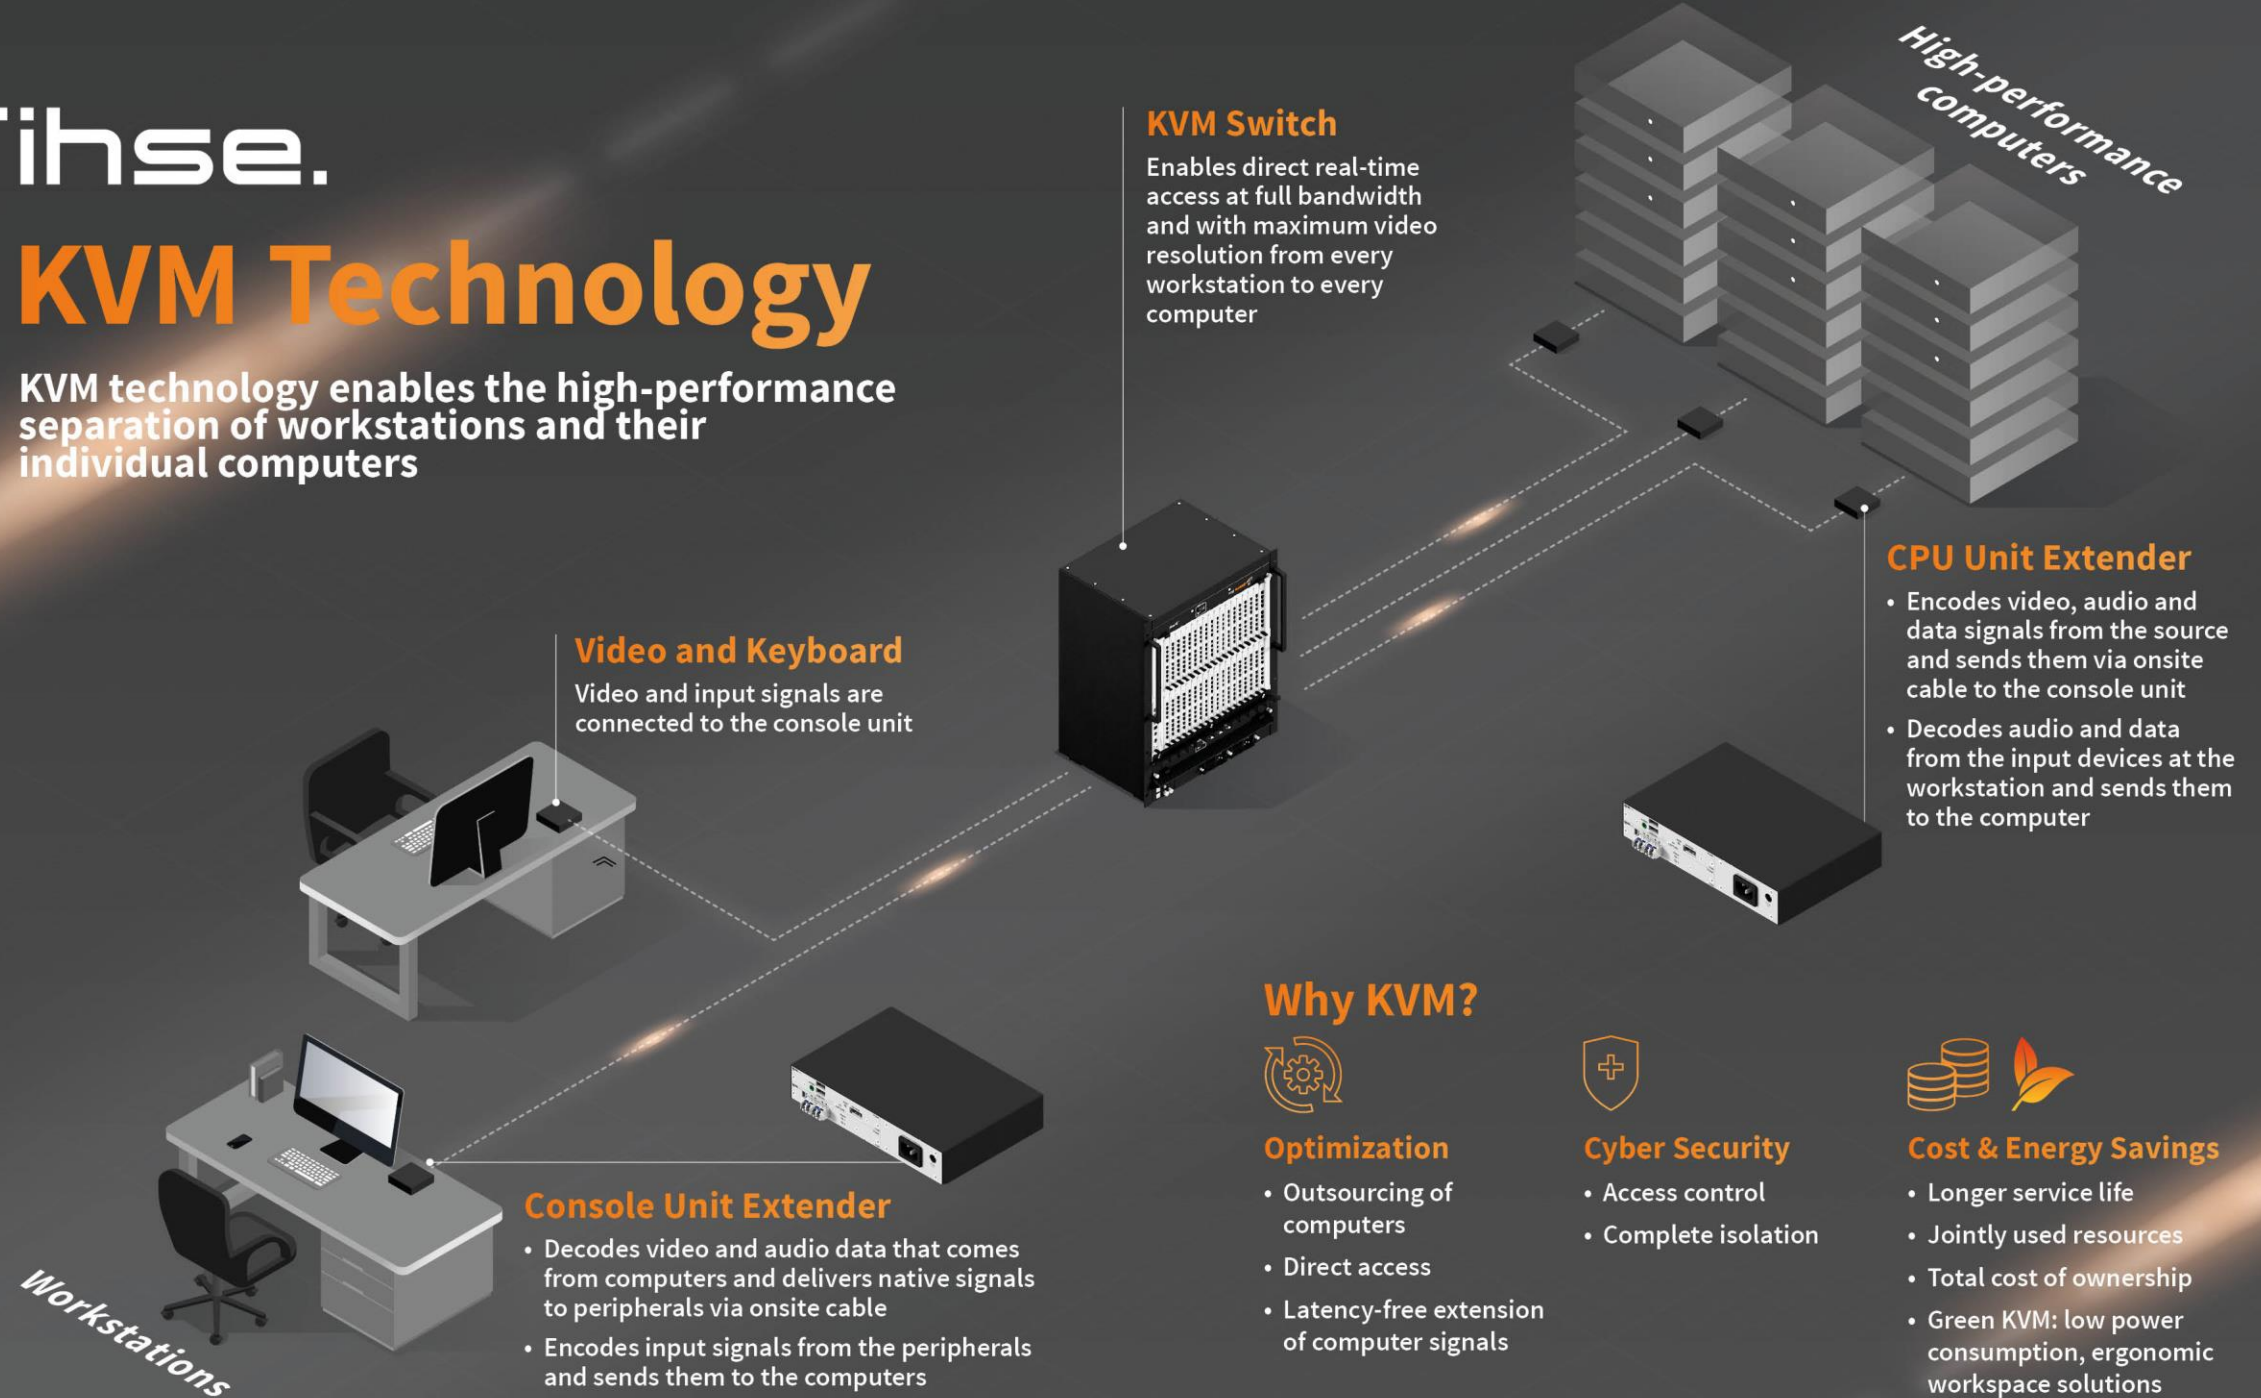 ihse.
KVM Technology
KVM technology enables the high-performance
separation of workstations and their
individual computers
KVM Switch
Enables direct real-time
access at full bandwidth
and with maximum video
resolution from every
workstation to every
computer
High-performance
computers
CPU Unit Extender
• Encodes video, audio and
data signals from the source
and sends them via onsite
cable to the console unit
• Decodes audio and data
from the input devices at the
workstation and sends them
to the computer
Video and Keyboard
Video and input signals are
connected to the console unit
Console Unit Extender
• Decodes video and audio data that comes
from computers and delivers native signals
to peripherals via onsite cable
• Encodes input signals from the peripherals
and sends them to the computers
Workstations
Why KVM?
Optimization
• Outsourcing of
computers
• Direct access
• Latency-free extension
of computer signals
Cyber Security
• Access control
• Complete isolation
Cost & Energy Savings
• Longer service life
• Jointly used resources
• Total cost of ownership
• Green KVM: low power
consumption, ergonomic
workspace solutions